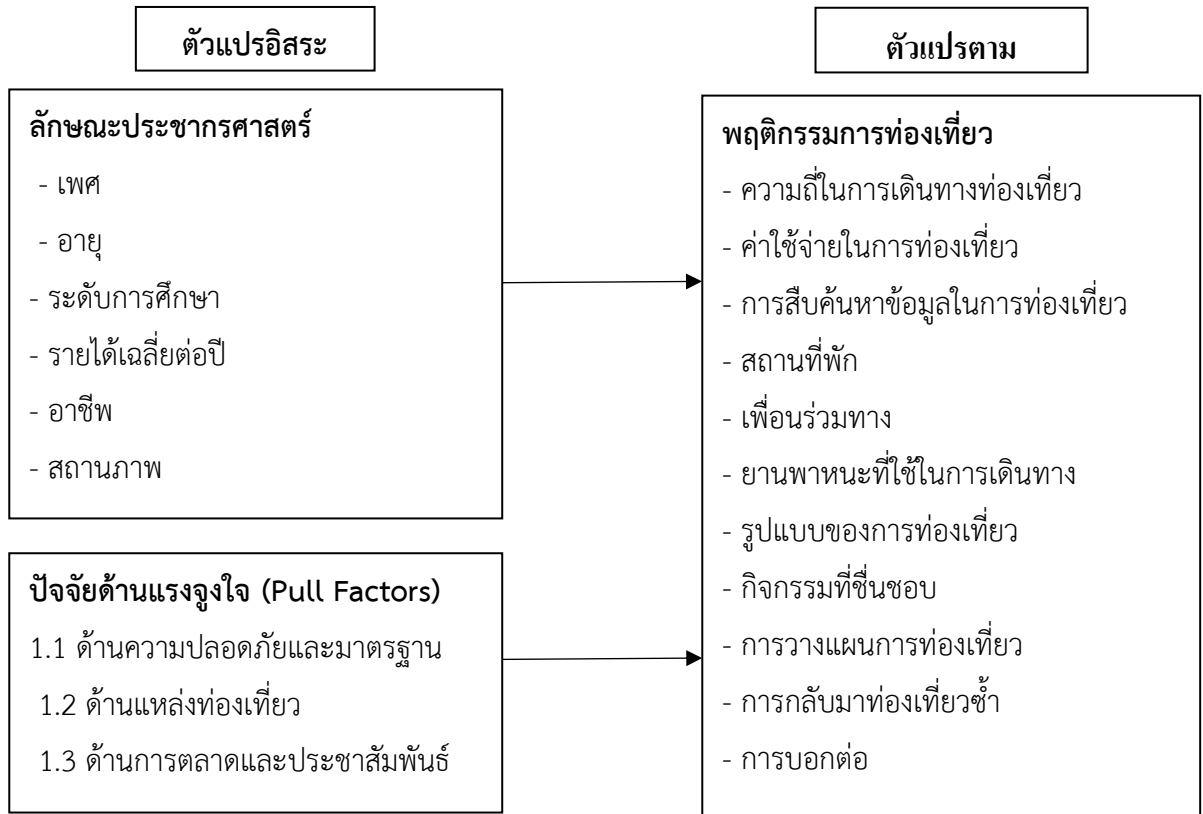 ตัวแปรอิสระ
ลักษณะประชากรศาสตร์
- เพศ
- อายุ
- ระดับการศึกษา
- รายได้เฉลี่ยต่อปี
- อาชีพ
- สถานภาพ
ปัจจัยด้านแรงจูงใจ (Pull Factors)
1.1 ด้านความปลอดภัยและมาตรฐาน
1.2 ด้านแหล่งท่องเที่ยว
1.3 ด้านการตลาดและประชาสัมพันธ์
ตัวแปรตาม
พฤติกรรมการท่องเที่ยว
- ความถี่ในการเดินทางท่องเที่ยว
- ค่าใช้จ่ายในการท่องเที่ยว
- การสืบค้นหาข้อมูลในการท่องเที่ยว
- สถานที่พัก
- เพื่อนร่วมทาง
- ยานพาหนะที่ใช้ในการเดินทาง
- รูปแบบของการท่องเที่ยว
- กิจกรรมที่ชื่นชอบ
- การวางแผนการท่องเที่ยว
- การกลับมาท่องเที่ยวซ้ำ
- การบอกต่อ